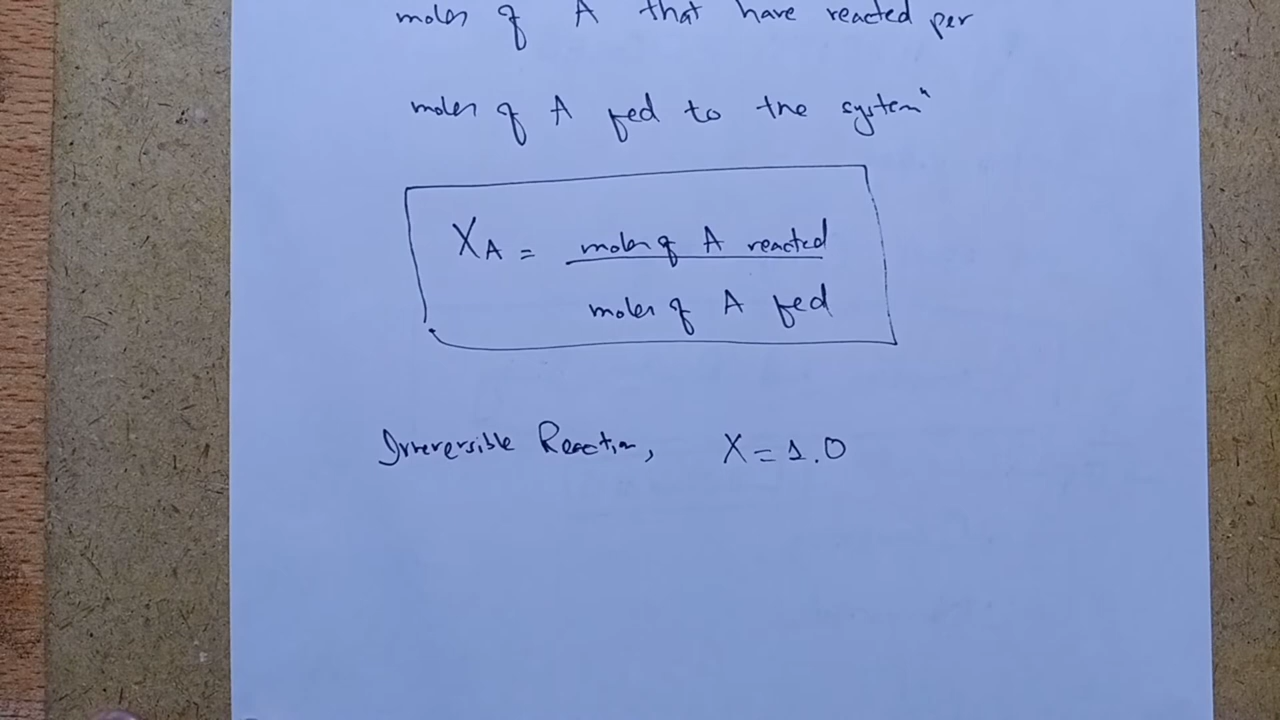 moles of A that have reacted per
moles of A fed to the system"
XA = moles of A reacted
moles of A fed
Irreversible Reaction, X = 1.0